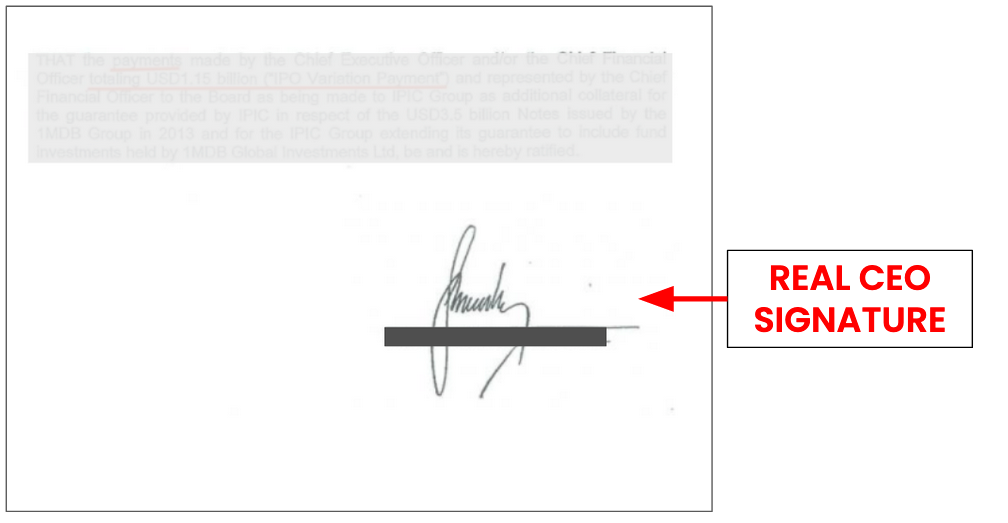 THAT the payments made by the Chief Executive Officer and/or the Chief Financial
Officer totaling USD1.15 billion ("IPO Variation Payment") and represented by the Chief
Financial Officer to the Board as being made to IPIC Group as additional collateral for
the guarantee provided by IPIC in respect of the USD3.5 billion Notes issued by the
1MDB Group in 2013 and for the IPIC Group extending its guarantse to include fund
investments held by 1MDB Global Investments Ltd, be and is hereby ratified.
REAL CEO
SIGNATURE